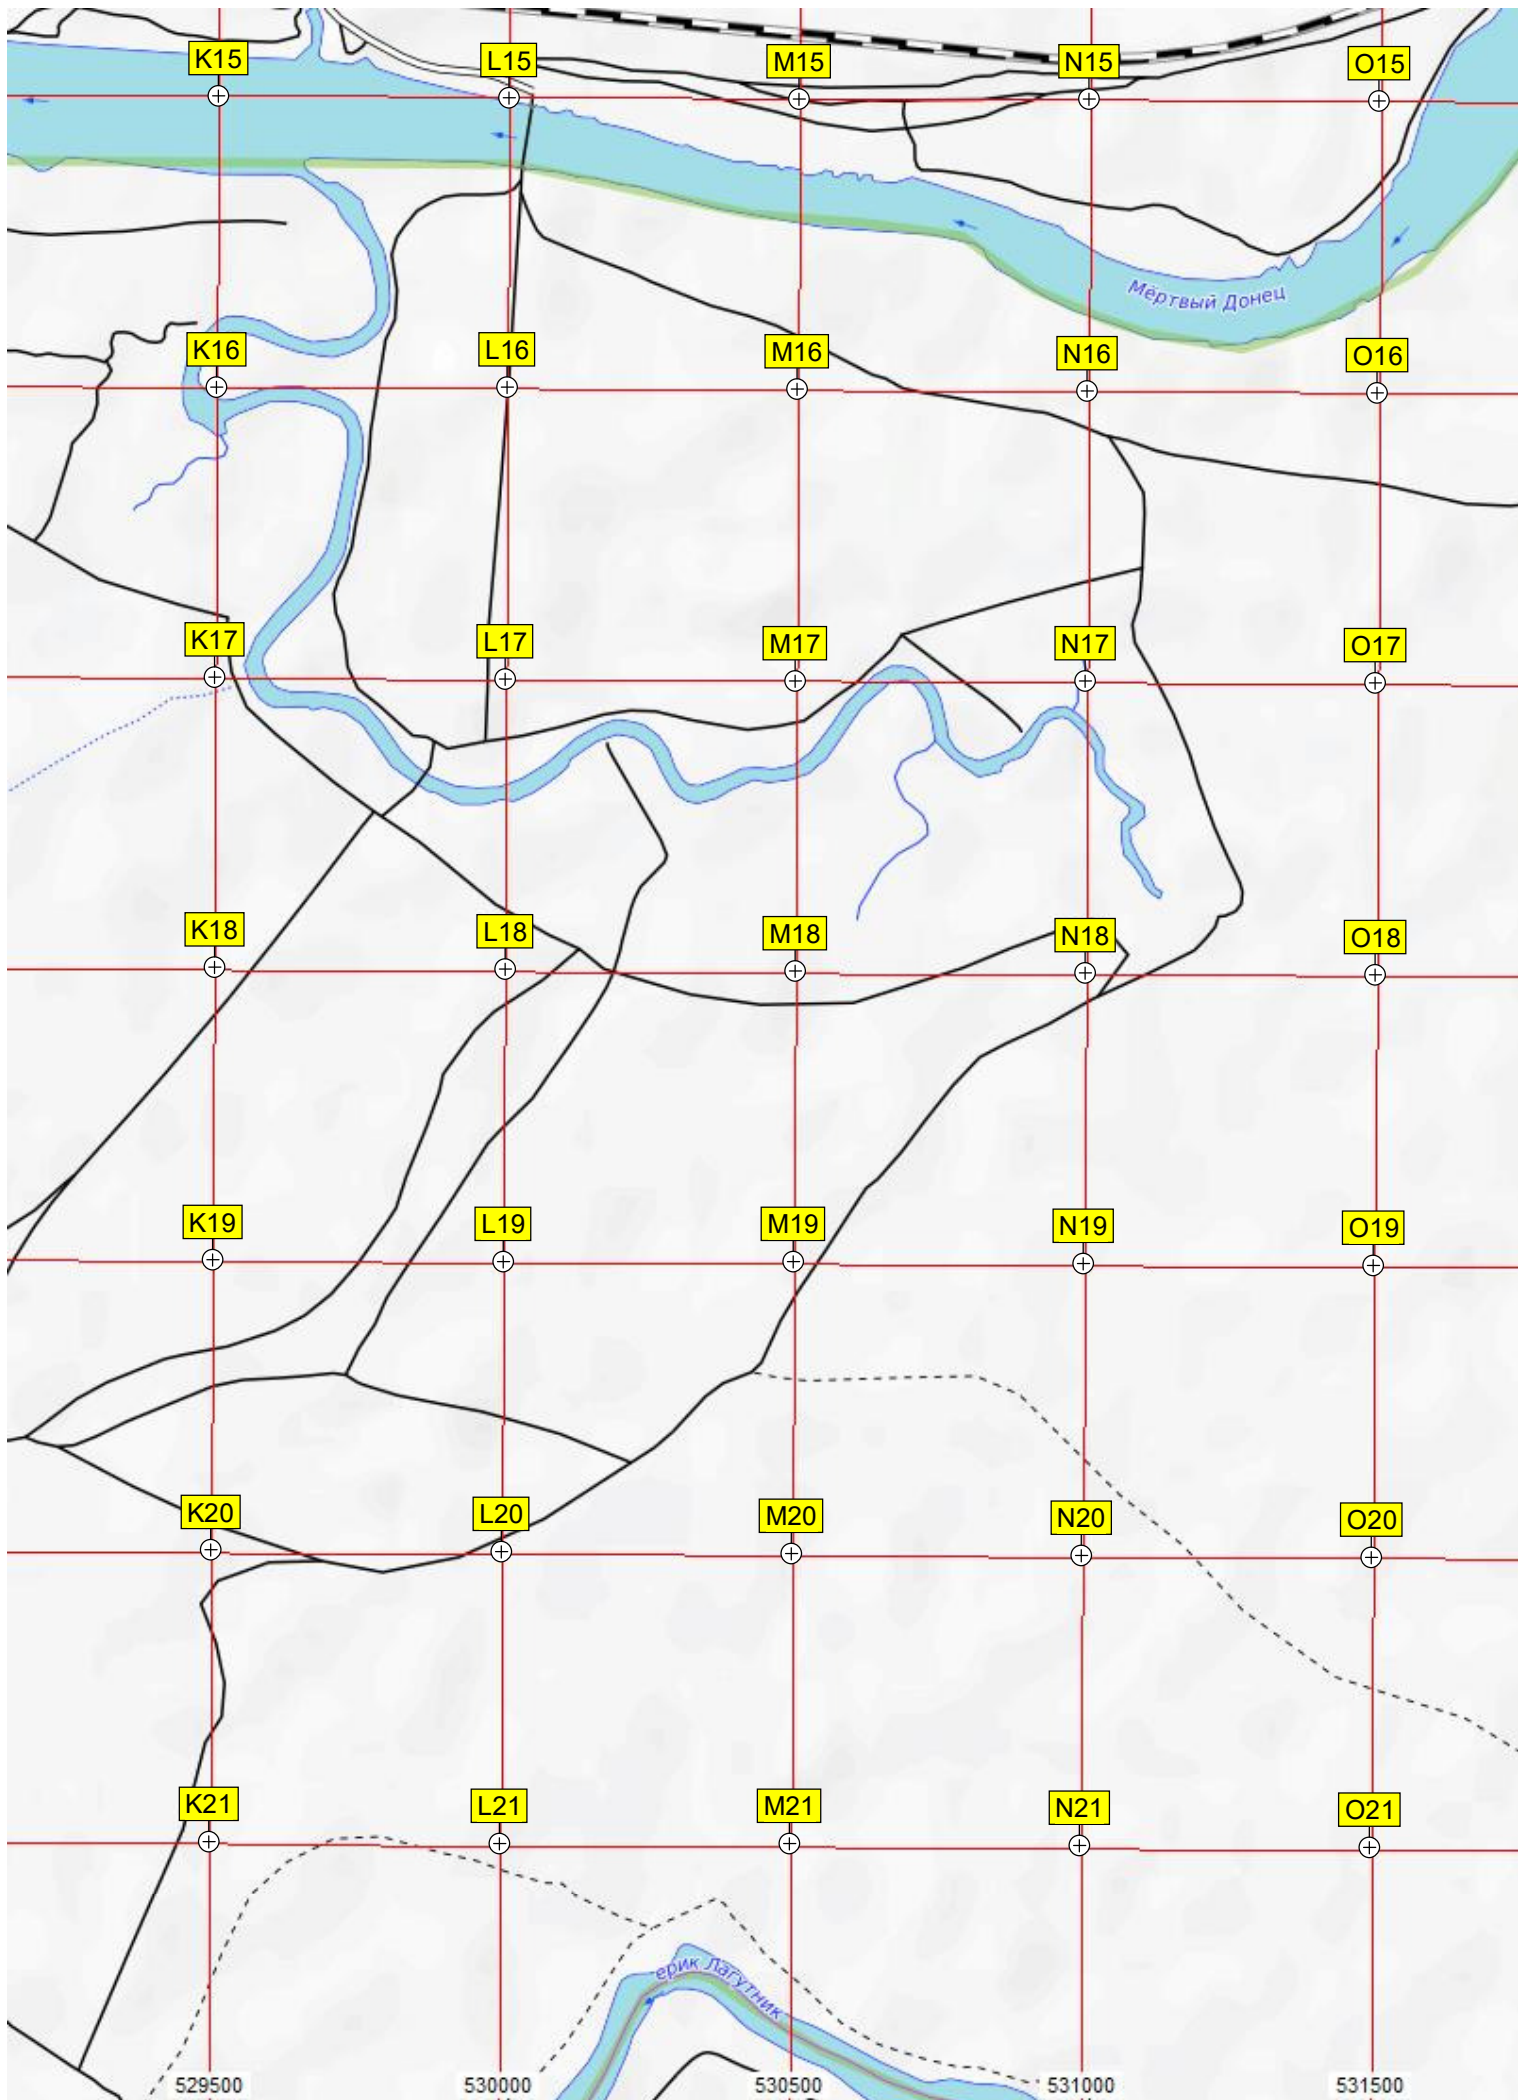 K15 L15 M15 N15 O15
Мёртвый Донец
K16 L16 M16 N16 O16
K17 L17 M17 N17 O17
K18 L18 M18 N18 O18
K19 L19 M19 N19 O19
K20 L20 M20 N20 O20
K21 L21 M21 N21 O21
ерик Лагутник
529500 530000 530500 531000 531500